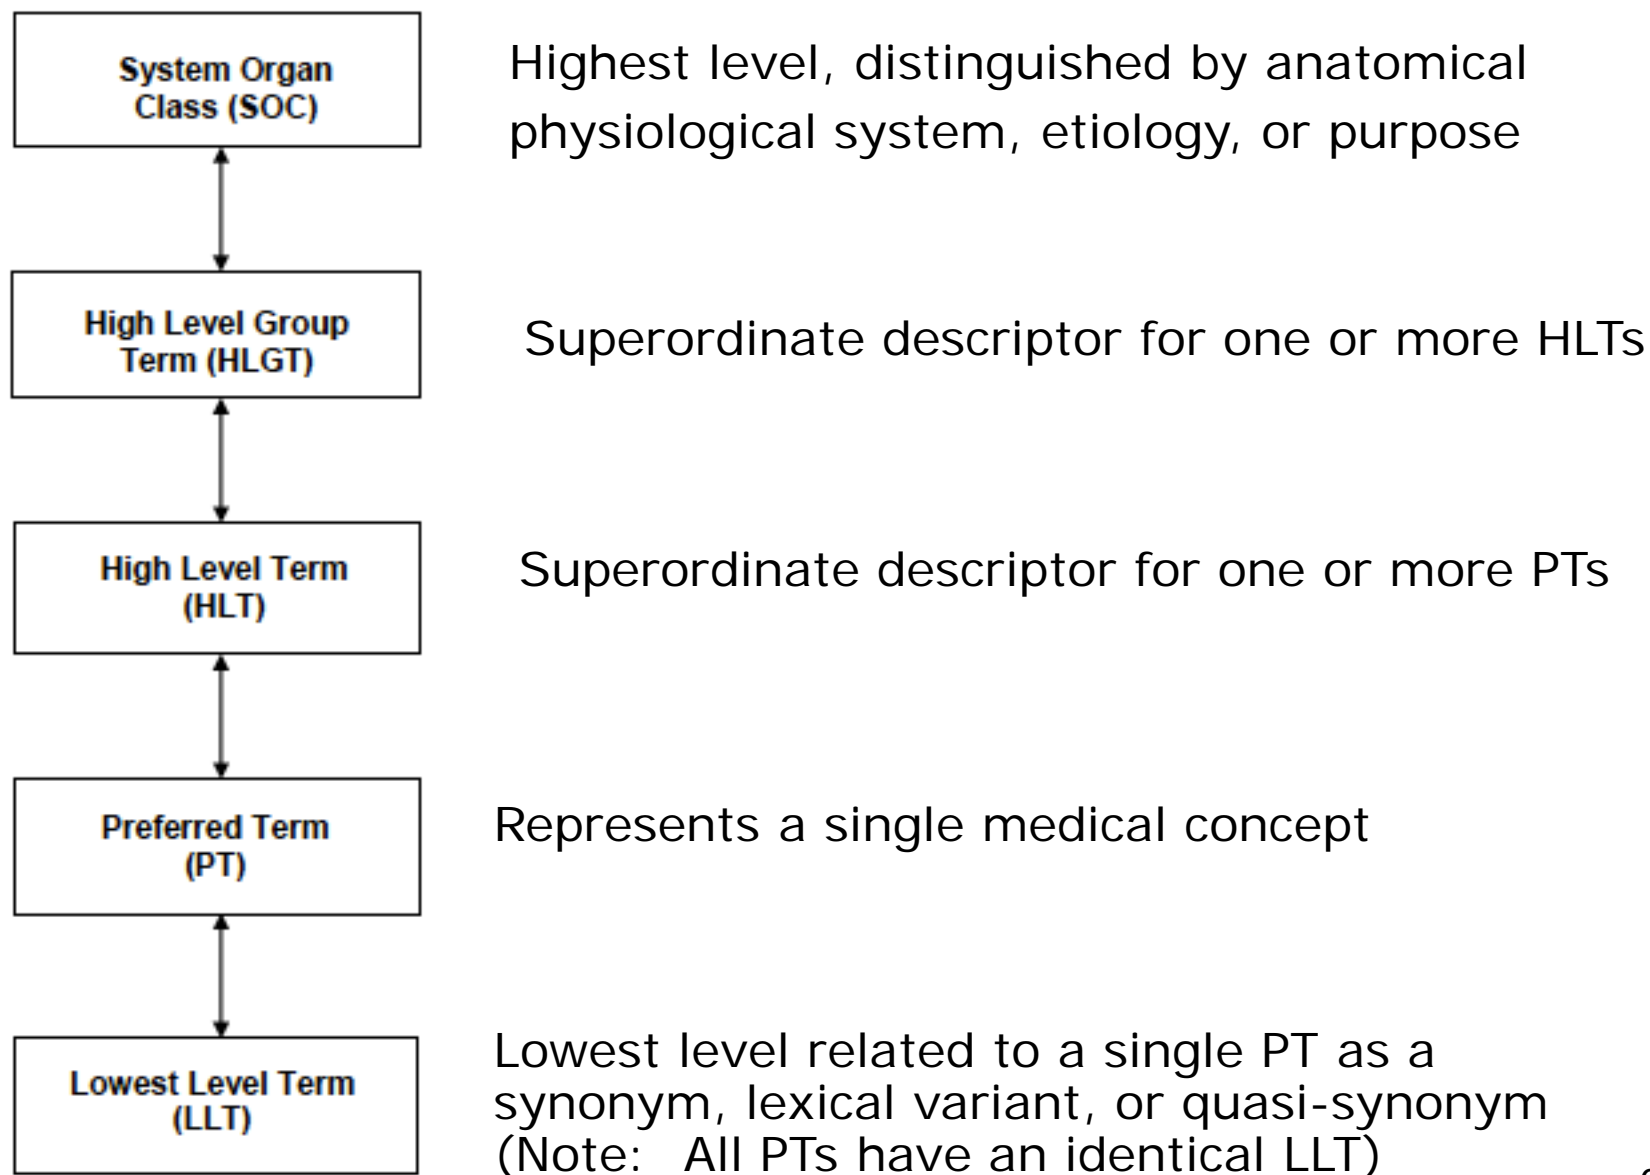 System Organ
Class (SOC)
Highest level, distinguished by anatomical
physiological system, etiology, or purpose
High Level Group
Term (HLGT)
Superordinate descriptor for one or more HLTs
High Level Term
(HLT)
Superordinate descriptor for one or more PTs
Preferred Term
(PT)
Represents a single medical concept
Lowest Level Term
(LLT)
Lowest level related to a single PT as a
synonym, lexical variant, or quasi-synonym
(Note: All PTs have an identical LLT)